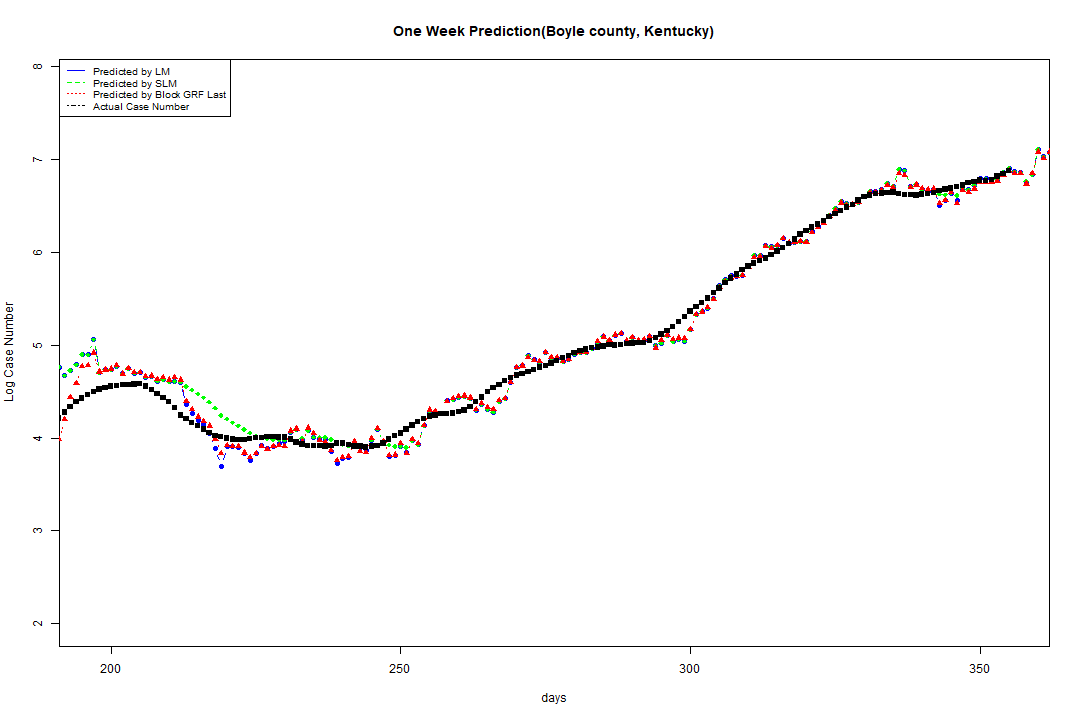 One Week Prediction(Boyle county, Kentucky)
Predicted by LM
Predicted by SLM
Predicted by Block GRF Last
Actual Case Number
8
7
6
5
4
3
2
Log Case Number
200 250 300 350
days